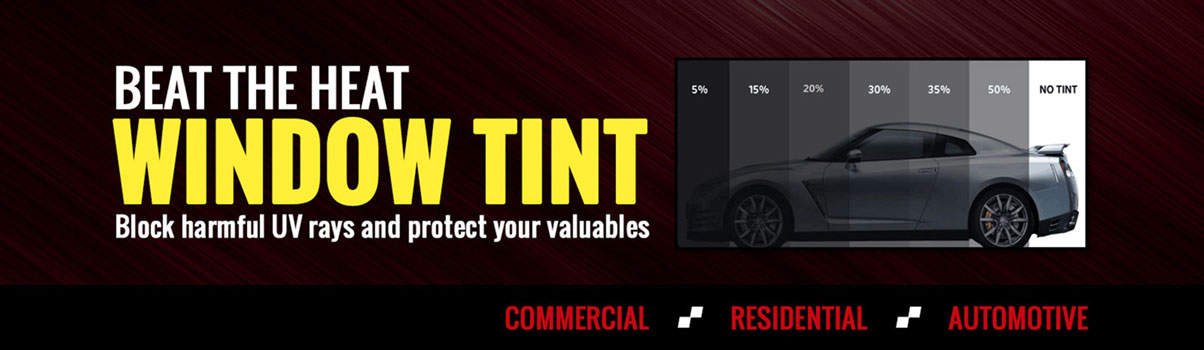 BEAT THE HEAT
WINDOW TINT
Block harmful UV rays and protect your valuables
5% 15% 20% 30% 35% 50% NO TINT
COMMERCIAL RESIDENTIAL AUTOMOTIVE